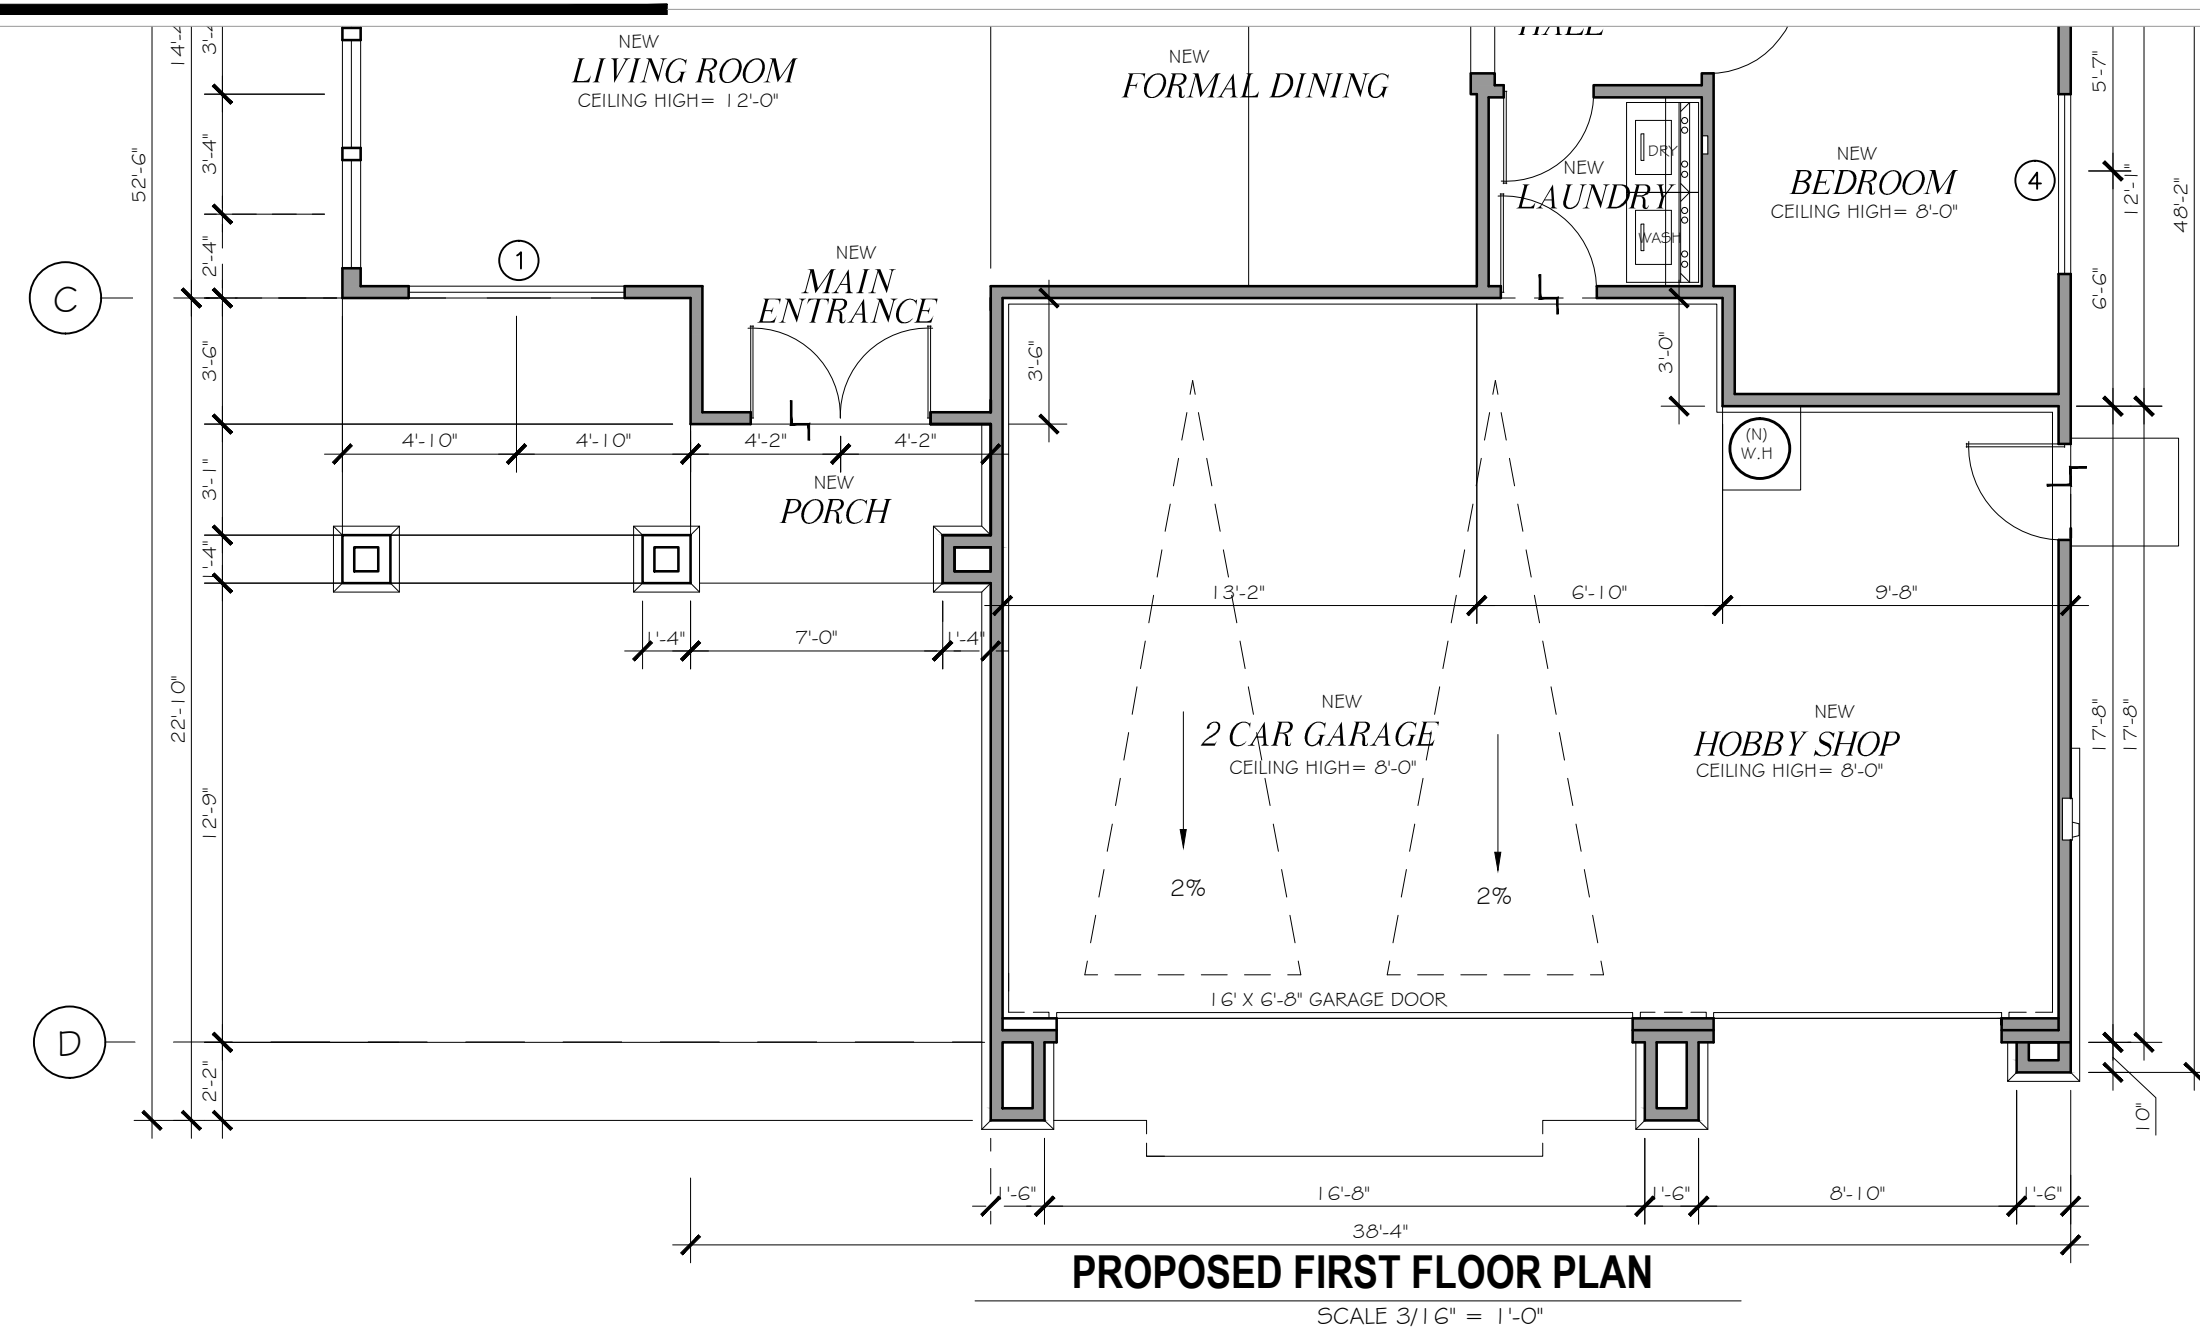 NEW
LIVING ROOM
CEILING HIGH= 12'-0"
NEW
FORMAL DINING
HALL
NEW
LAUNDRY
DRY
WASH
NEW
BEDROOM
CEILING HIGH= 8'-0"
4
1
NEW
MAIN
ENTRANCE
C
D
52'-6"
3'-4"
2'-4"
3'-6"
3'-1"
1'-4"
22'-10"
12'-9"
2'-2"
5'-7"
12'-1"
48'-2"
6'-6"
3'-6"
3'-0"
4'-10"
4'-10"
4'-2"
4'-2"
NEW
PORCH
(N)
W.H
13'-2"
6'-10"
9'-8"
1'-4"
7'-0"
1'-4"
NEW
2 CAR GARAGE
CEILING HIGH= 8'-0"
NEW
HOBBY SHOP
CEILING HIGH= 8'-0"
17'-8"
17'-8"
2%
2%
16' X 6'-8" GARAGE DOOR
10"
1'-6"
16'-8"
1'-6"
8'-10"
1'-6"
38'-4"
PROPOSED FIRST FLOOR PLAN
SCALE 3/16" = 1'-0"